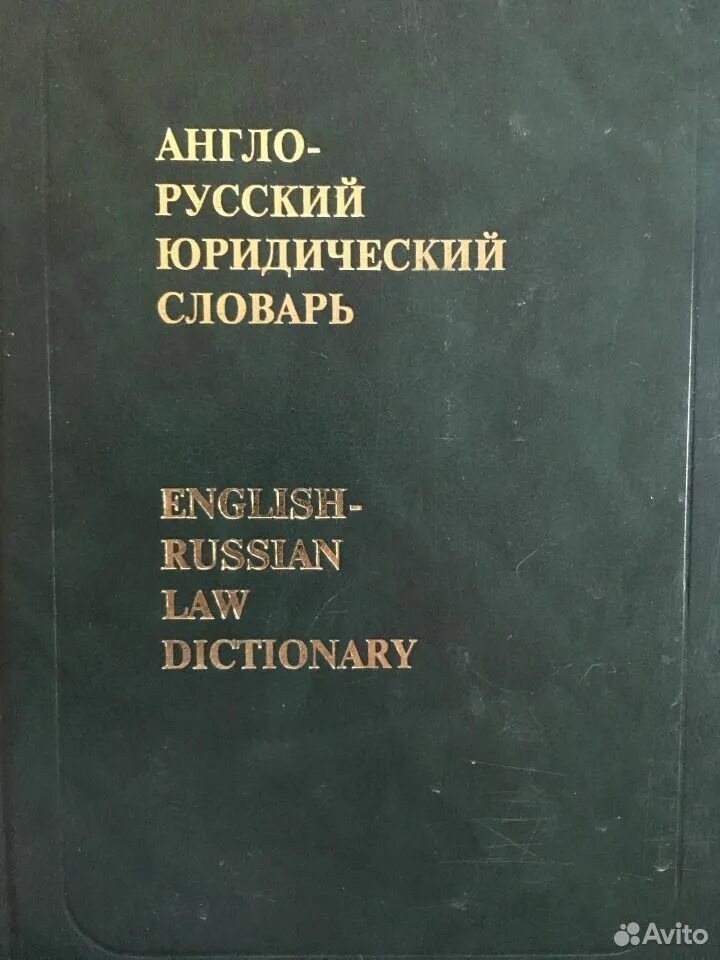 АНГЛО-
РУССКИЙ
ЮРИДИЧЕСКИЙ
СЛОВАРЬ
ENGLISH-
RUSSIAN
LAW
DICTIONARY
Avito